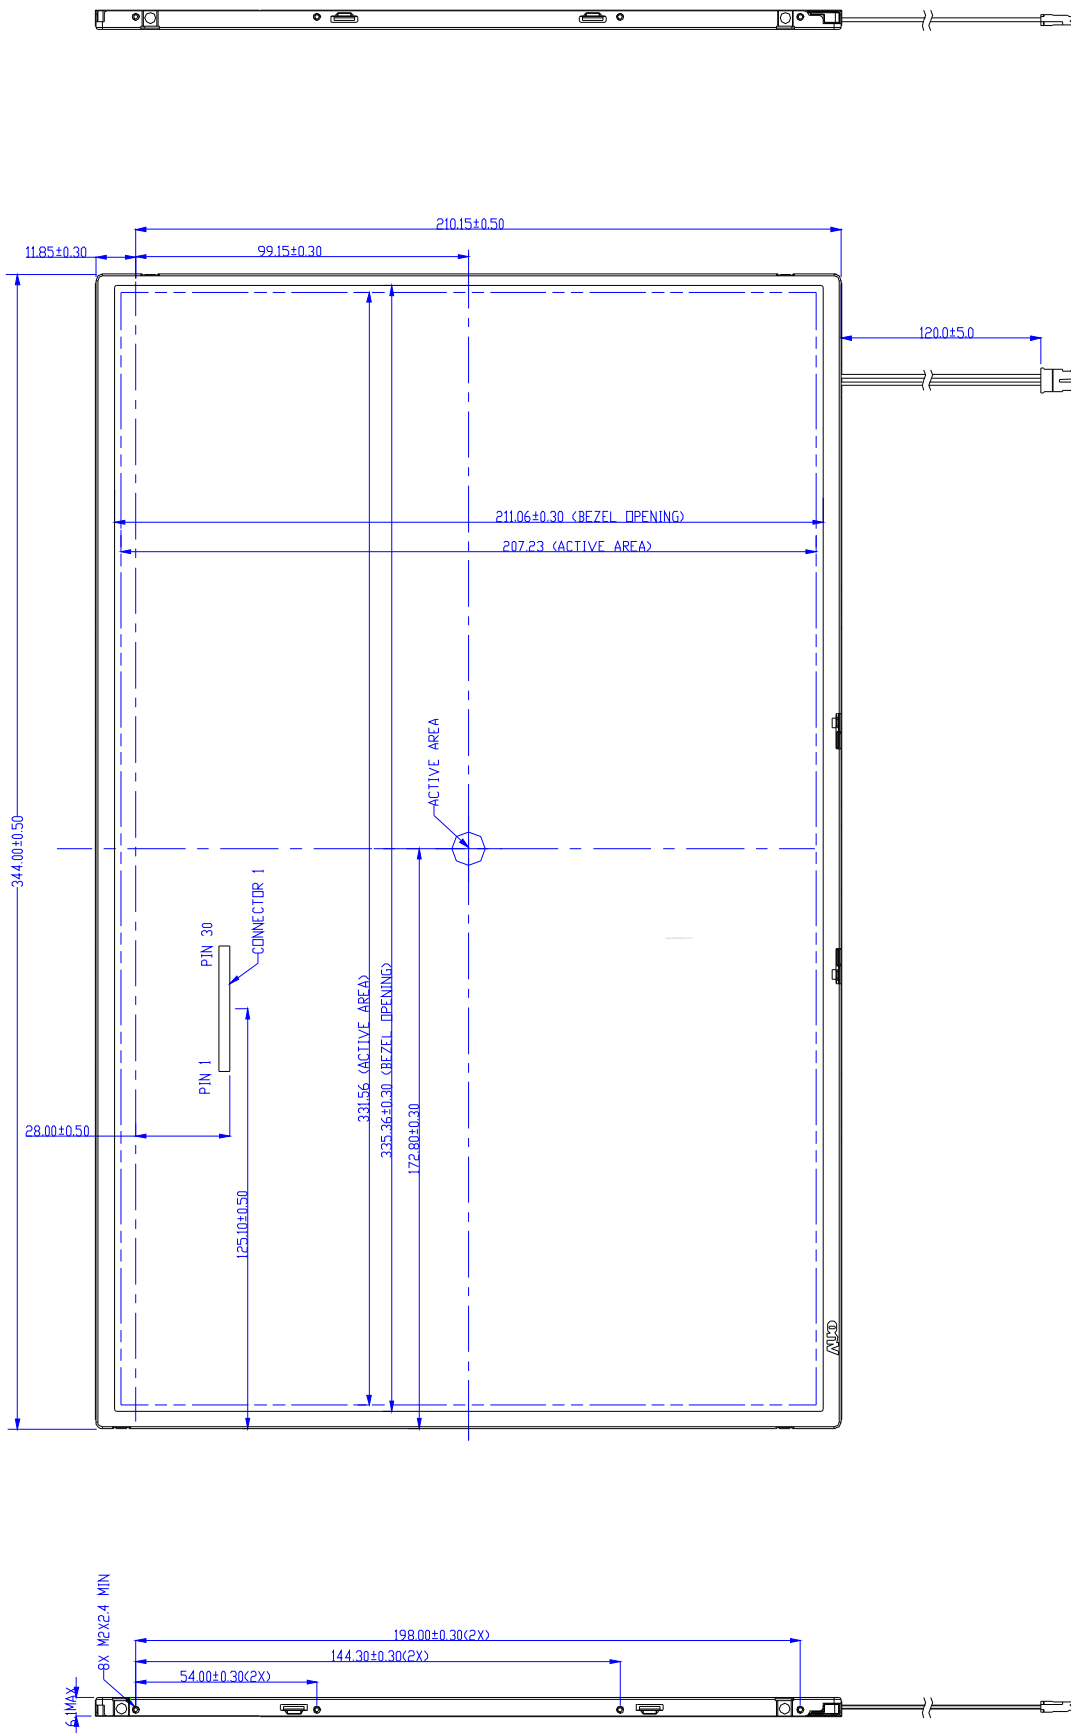 210.15±0.50
11.85±0.30
99.15±0.30
120.0±5.0
211.06±0.30 (BEZEL OPENING)
207.23 (ACTIVE AREA)
ACTIVE AREA
344.00±0.50
CONNECTOR 1
PIN 30
PIN 1
331.56 (ACTIVE AREA)
335.36±0.30 (BEZEL OPENING)
172.80±0.30
28.00±0.50
125.10±0.50
AUO
8X M2X2.4 MIN
198.00±0.30(2X)
144.30±0.30(2X)
54.00±0.30(2X)
6.1MAX